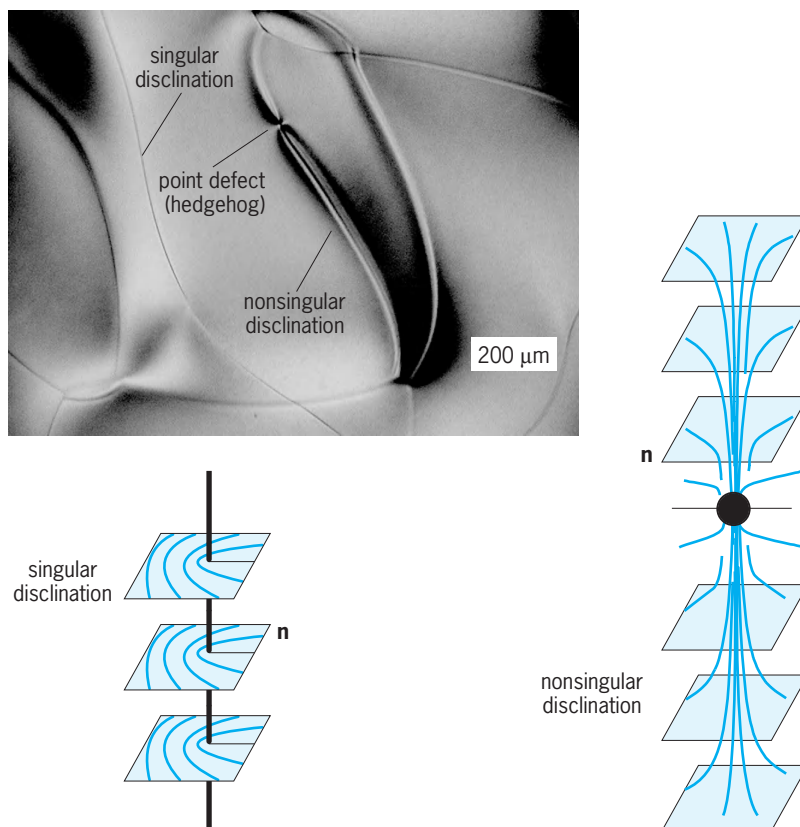 singular
disclination
point defect
(hedgehog)
nonsingular
disclination
200 μm
n
singular
disclination
n
nonsingular
disclination